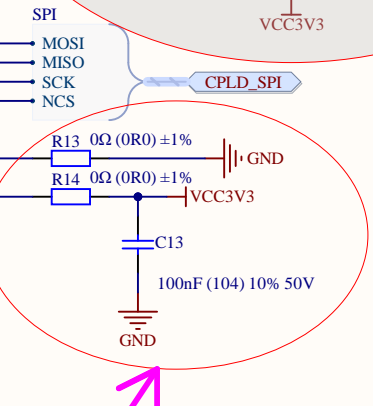 SPI
VCC3V3
MOSI
MISO
SCK
NCS
CPLD_SPI
R13 0Ω (0R0) ±1%
GND
R14 0Ω (0R0) ±1%
VCC3V3
C13
100nF (104) 10% 50V
GND